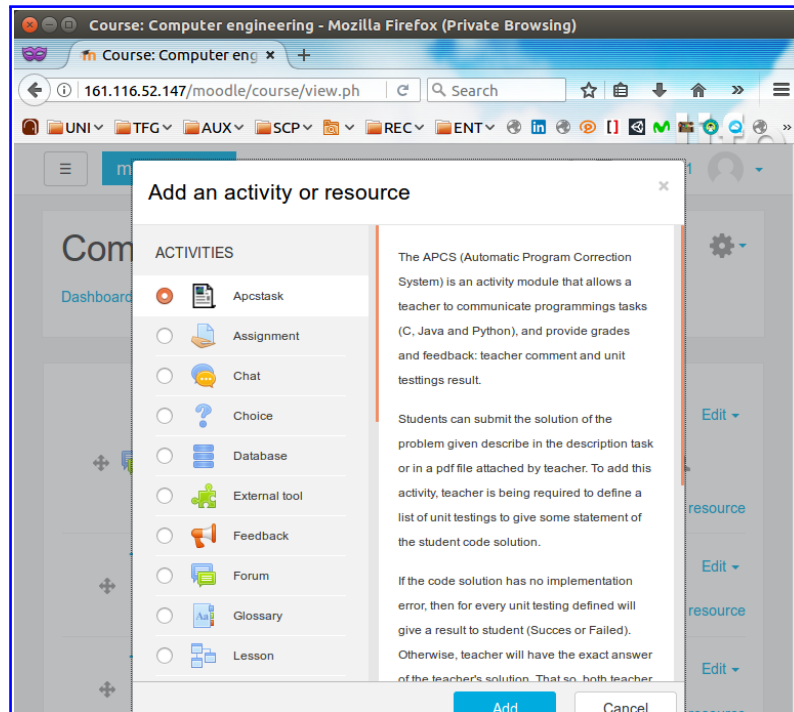 Course: Computer engineering - Mozilla Firefox (Private Browsing)
Course: Computer eng
161.116.52.147/moodle/course/view.ph
Search
UNI TFG AUX SCP REC ENT
Add an activity or resource
Com
Dashboard
ACTIVITIES
Apcstask
Assignment
Chat
Choice
Database
External tool
Feedback
Forum
Glossary
Lesson
The APCS (Automatic Program Correction
System) is an activity module that allows a
teacher to communicate programmings tasks
(C, Java and Python), and provide grades
and feedback: teacher comment and unit
testtings result.
Students can submit the solution of the
problem given describe in the description task
or in a pdf file attached by teacher. To add this
activity, teacher is being required to define a
list of unit testings to give some statement of
the student code solution.
If the code solution has no implementation
error, then for every unit testing defined will
give a result to student (Succes or Failed).
Otherwise, teacher will have the exact answer
of the teacher's solution. That so, both teacher
Edit
resource
Edit
resource
Edit
resource
Add
Cancel